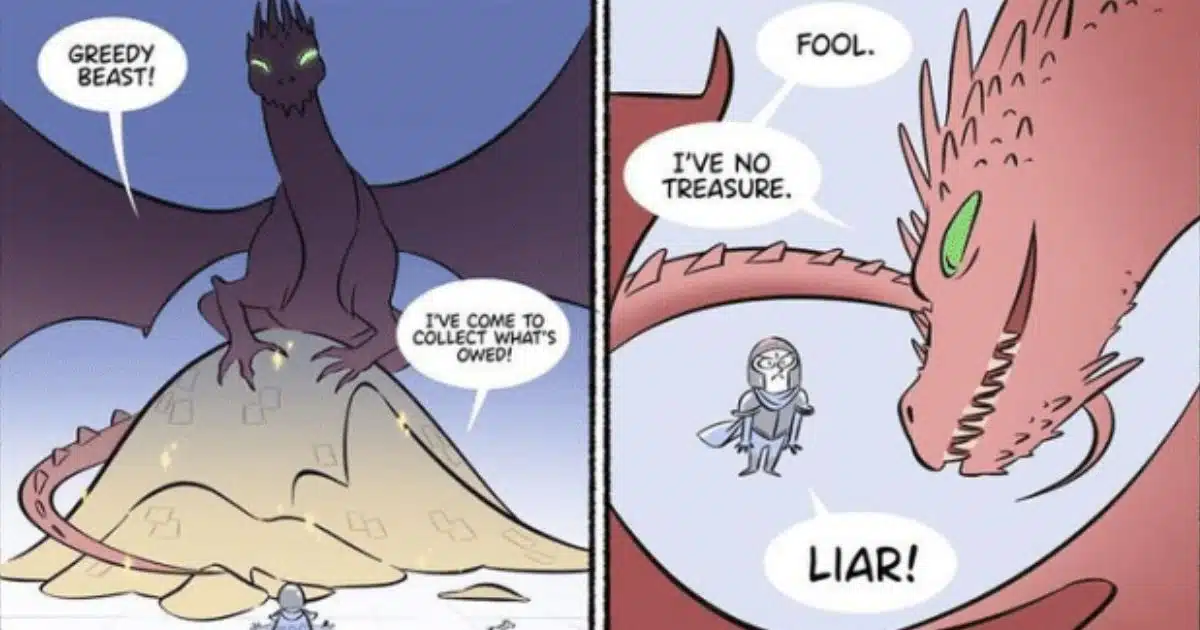 GREEDY
BEAST!
I'VE COME TO
COLLECT WHAT'S
OWED!
FOOL.
I'VE NO
TREASURE.
LIAR!